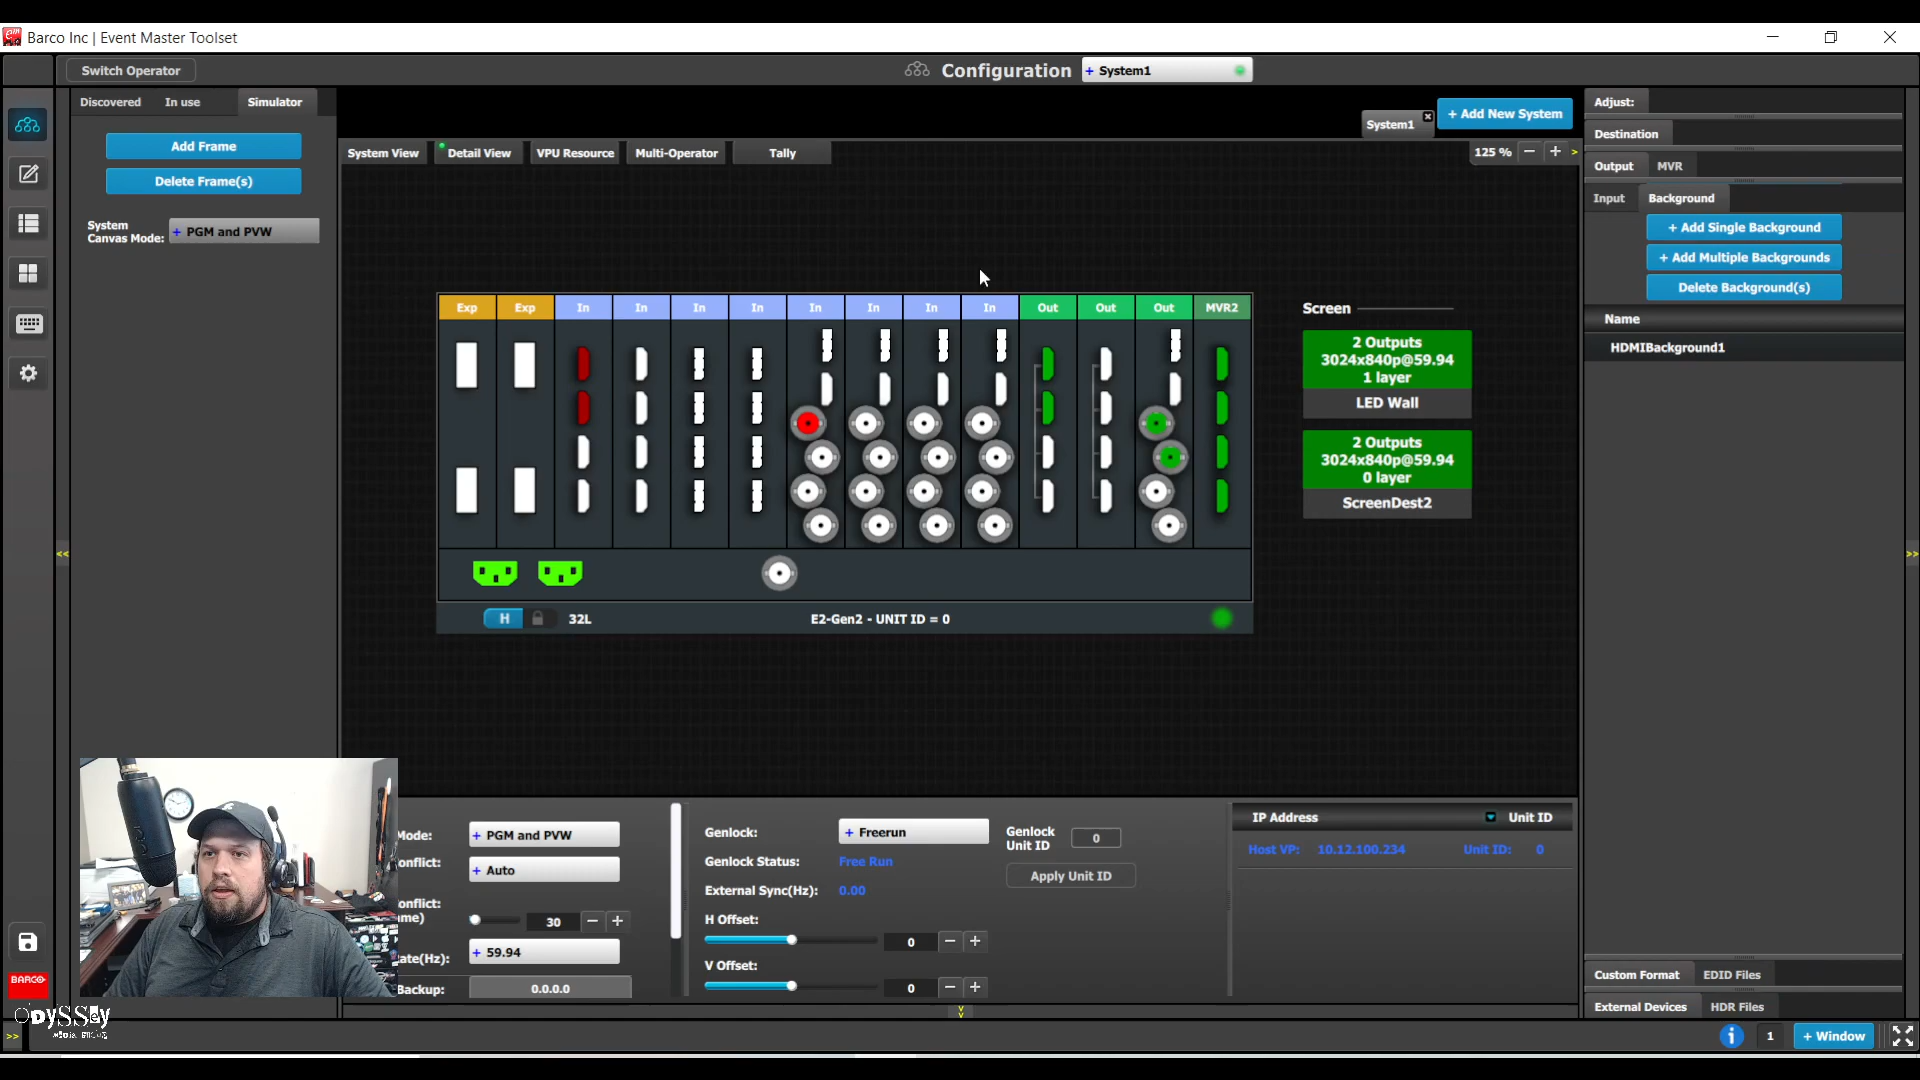 Barco Inc | Event Master Toolset
Switch Operator
Configuration
+ System1
Discovered
In use
Simulator
Add Frame
Delete Frame(s)
System
Canvas Mode:
+ PGM and PVW
System1
+ Add New System
System View
Detail View
VPU Resource
Multi-Operator
Tally
125 %
Exp
Exp
In
In
In
In
In
In
In
In
Out
Out
Out
MVR2
32L
H
E2-Gen2 - UNIT ID = 0
Screen
2 Outputs
3024x840p@59.94
1 layer
LED Wall
2 Outputs
3024x840p@59.94
0 layer
ScreenDest2
Adjust:
Destination
Output
MVR
Input
Background
+ Add Single Background
+ Add Multiple Backgrounds
Delete Background(s)
Name
HDMIBackground1
Mode:
+ PGM and PVW
onflict:
+ Auto
onflict:
me)
30
ate(Hz):
+ 59.94
Backup:
0.0.0.0
Genlock:
+ Freerun
Genlock Status:
Free Run
External Sync(Hz):
0.00
H Offset:
0
V Offset:
0
Genlock
Unit ID
0
Apply Unit ID
IP Address
Unit ID
Host VP: 10.12.100.234
Unit ID: 0
Custom Format
EDID Files
External Devices
HDR Files
1
+ Window
BARCO
Odyssey